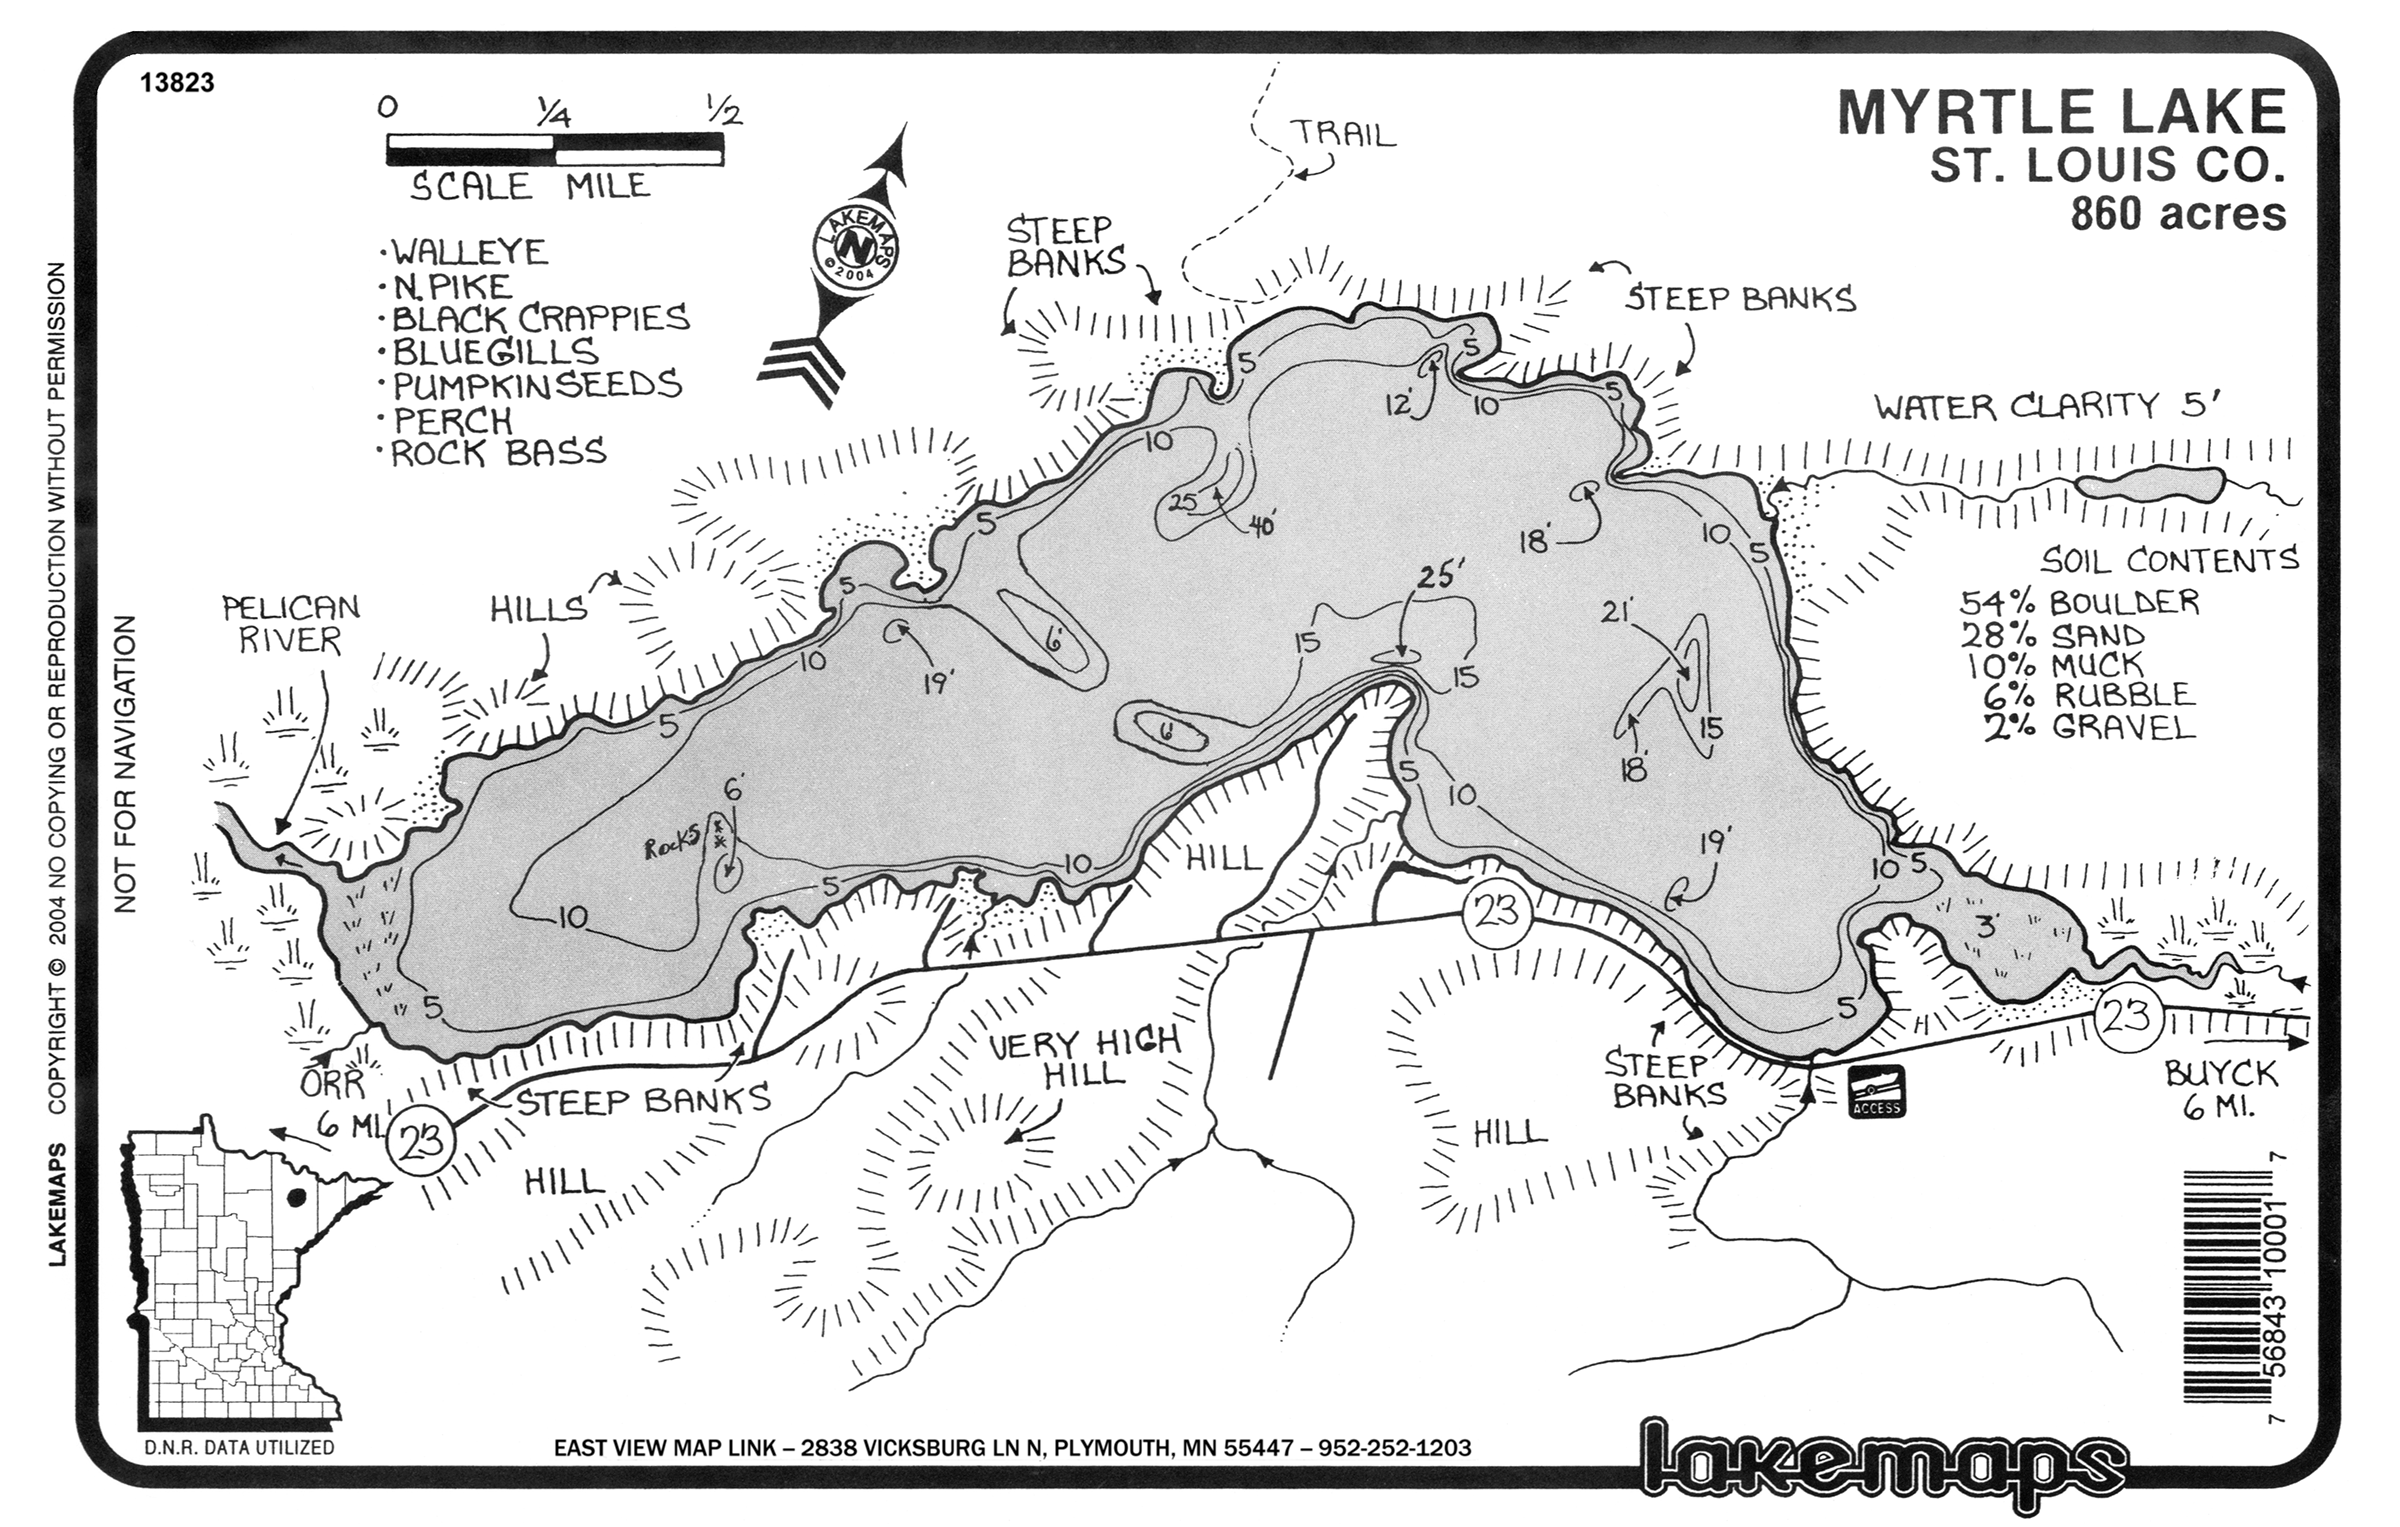 13823
MYRTLE LAKE
ST. LOUIS CO.
860 acres
0 1/4 1/2
SCALE MILE
•WALLEYE
•N. PIKE
•BLACK CRAPPIES
•BLUEGILLS
•PUMPKINSEEDS
•PERCH
•ROCK BASS
LAKEMAPS
N
©2004
TRAIL
STEEP
BANKS
STEEP BANKS
WATER CLARITY 5'
SOIL CONTENTS
54% BOULDER
28% SAND
10% MUCK
6% RUBBLE
2% GRAVEL
PELICAN
RIVER
HILLS
5
5
5
12'
10
10
25
40'
18'
10
5
5
5
25'
21'
6'
15
15
10
19'
5
6'
15
18'
6'
Rocks
5
10
HILL
19'
10
5
10
5
10
23
3'
5
5
23
ORR
6 MI.
23
STEEP BANKS
VERY HIGH
HILL
STEEP
BANKS
ACCESS
BUYCK
6 MI.
HILL
HILL
D.N.R. DATA UTILIZED
EAST VIEW MAP LINK – 2838 VICKSBURG LN N, PLYMOUTH, MN 55447 – 952-252-1203
lakemaps
7 56843 10001 7
NOT FOR NAVIGATION
LAKEMAPS COPYRIGHT © 2004 NO COPYING OR REPRODUCTION WITHOUT PERMISSION